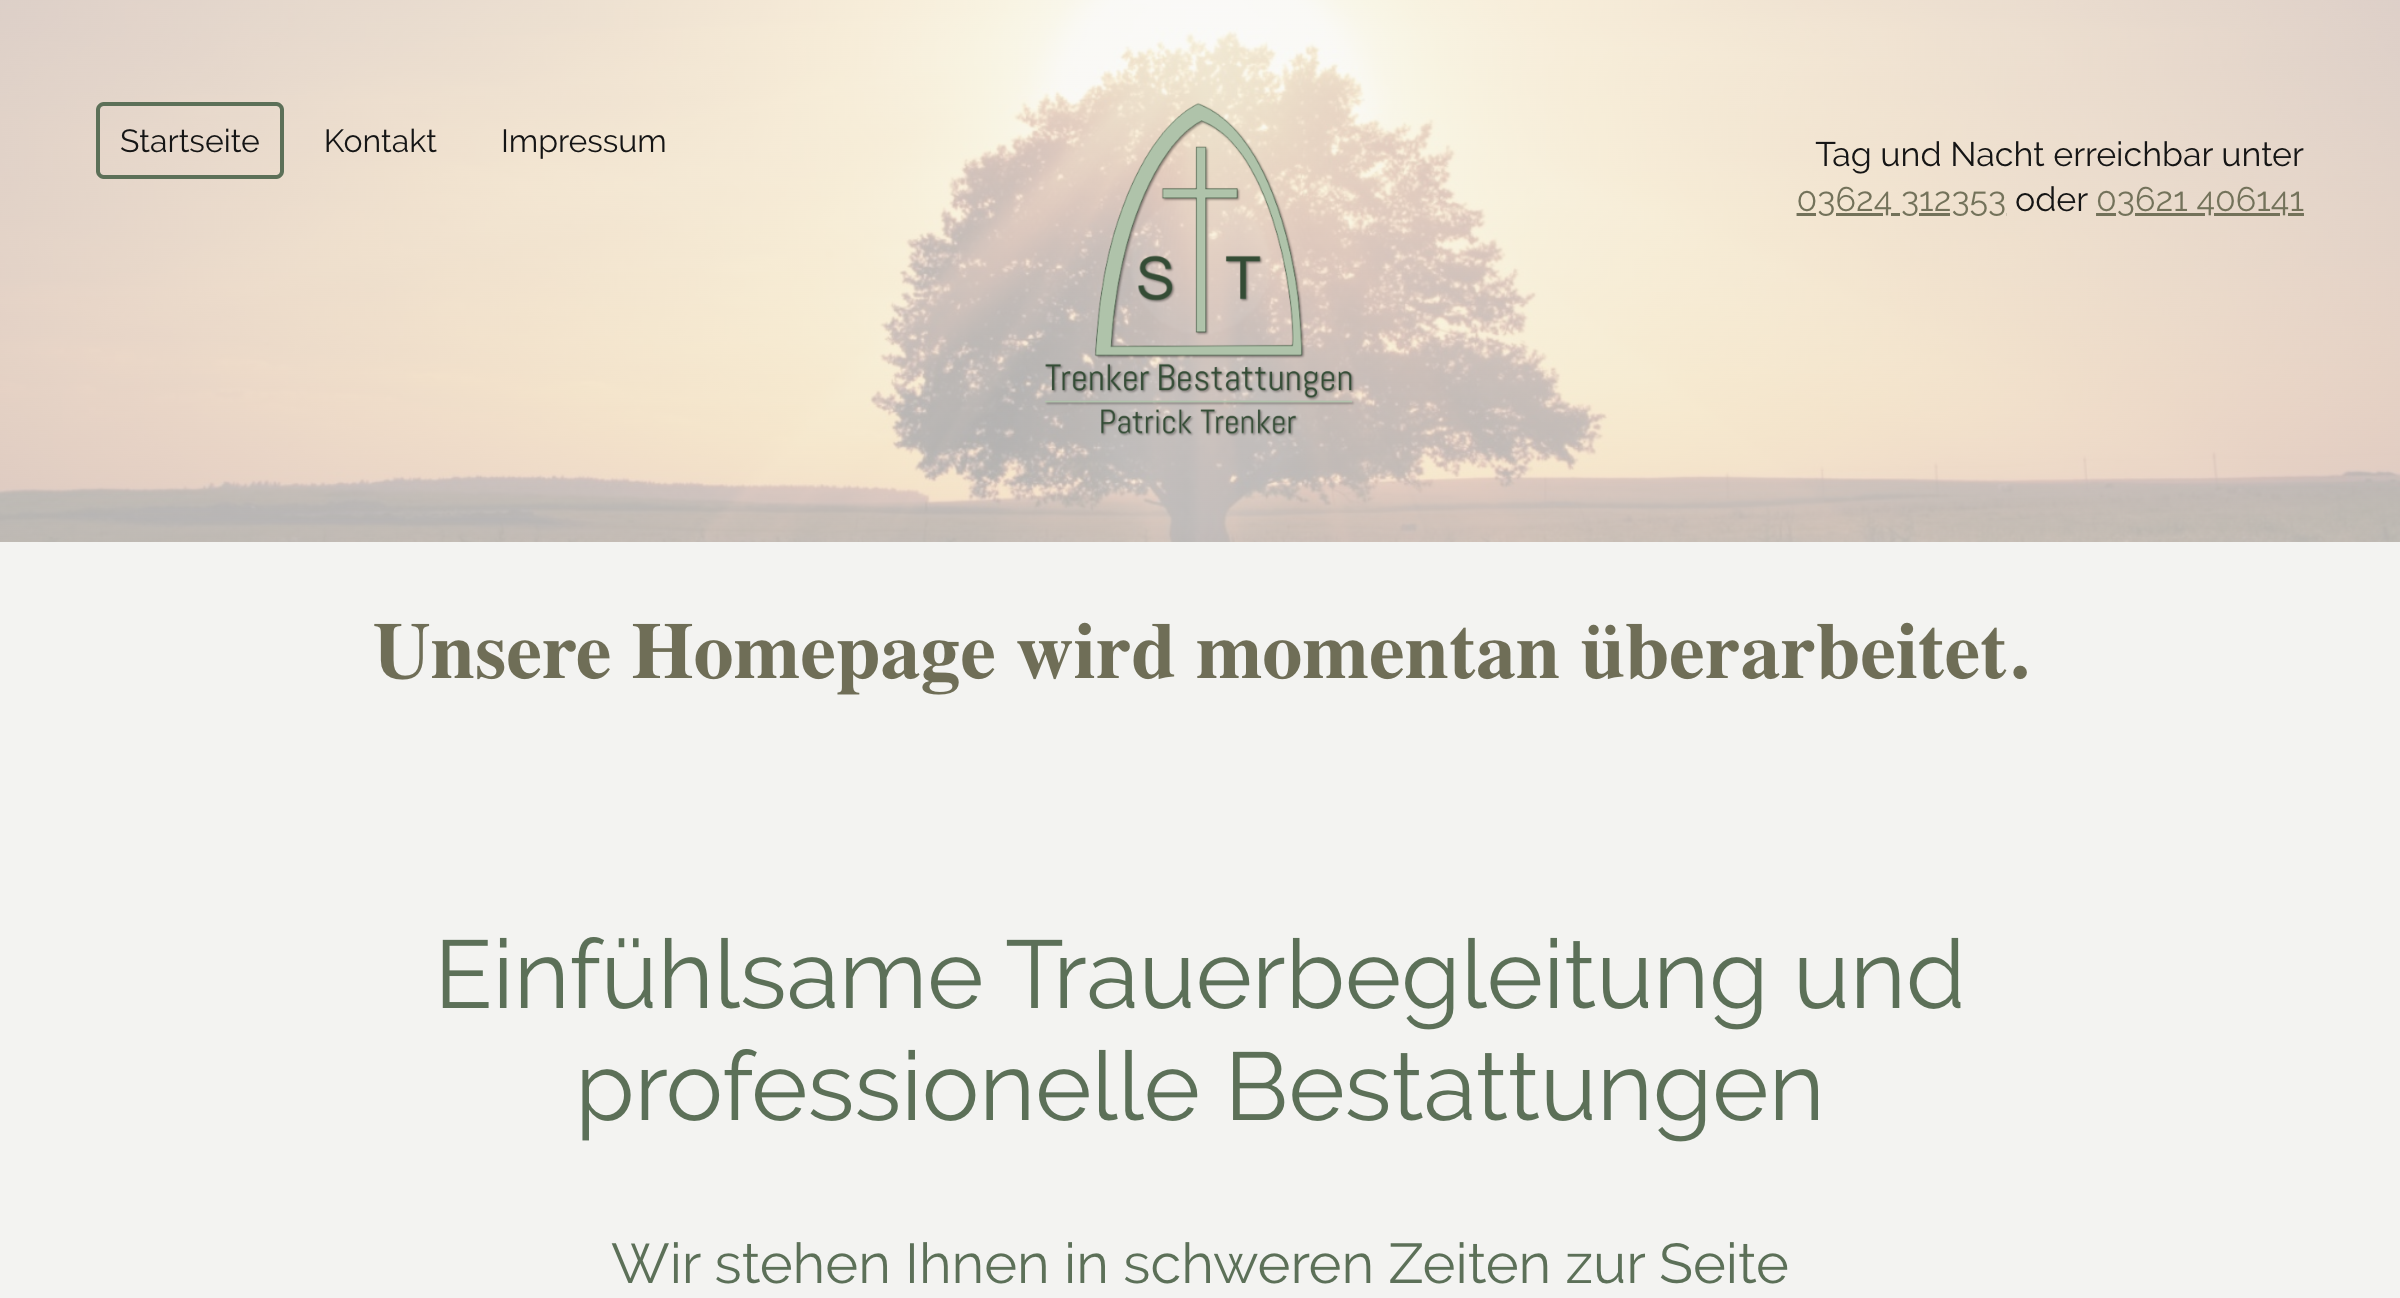 Startseite
Kontakt
Impressum
S T
Trenker Bestattungen
Patrick Trenker
Tag und Nacht erreichbar unter
03624 312353 oder 03621 406141
Unsere Homepage wird momentan überarbeitet.
Einfühlsame Trauerbegleitung und
professionelle Bestattungen
Wir stehen Ihnen in schweren Zeiten zur Seite